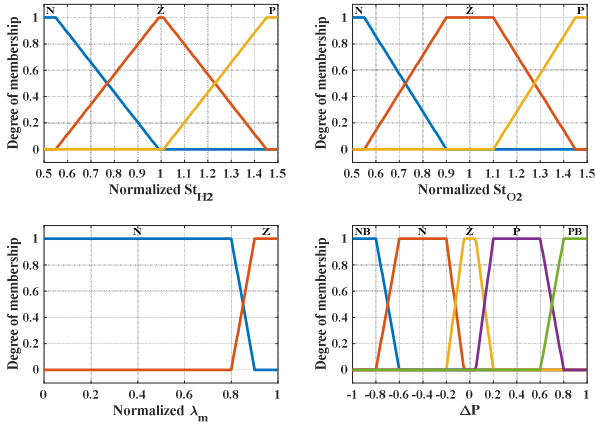 N Z P
Degree of membership
1
0.8
0.6
0.4
0.2
0
0.5 0.6 0.7 0.8 0.9 1 1.1 1.2 1.3 1.4 1.5
Normalized St_H2
N Z P
Degree of membership
1
0.8
0.6
0.4
0.2
0
0.5 0.6 0.7 0.8 0.9 1 1.1 1.2 1.3 1.4 1.5
Normalized St_O2
N Z
Degree of membership
1
0.8
0.6
0.4
0.2
0
0 0.2 0.4 0.6 0.8 1
Normalized λ_m
NB N Z P PB
Degree of membership
1
0.8
0.6
0.4
0.2
0
-1 -0.8 -0.6 -0.4 -0.2 0 0.2 0.4 0.6 0.8 1
ΔP